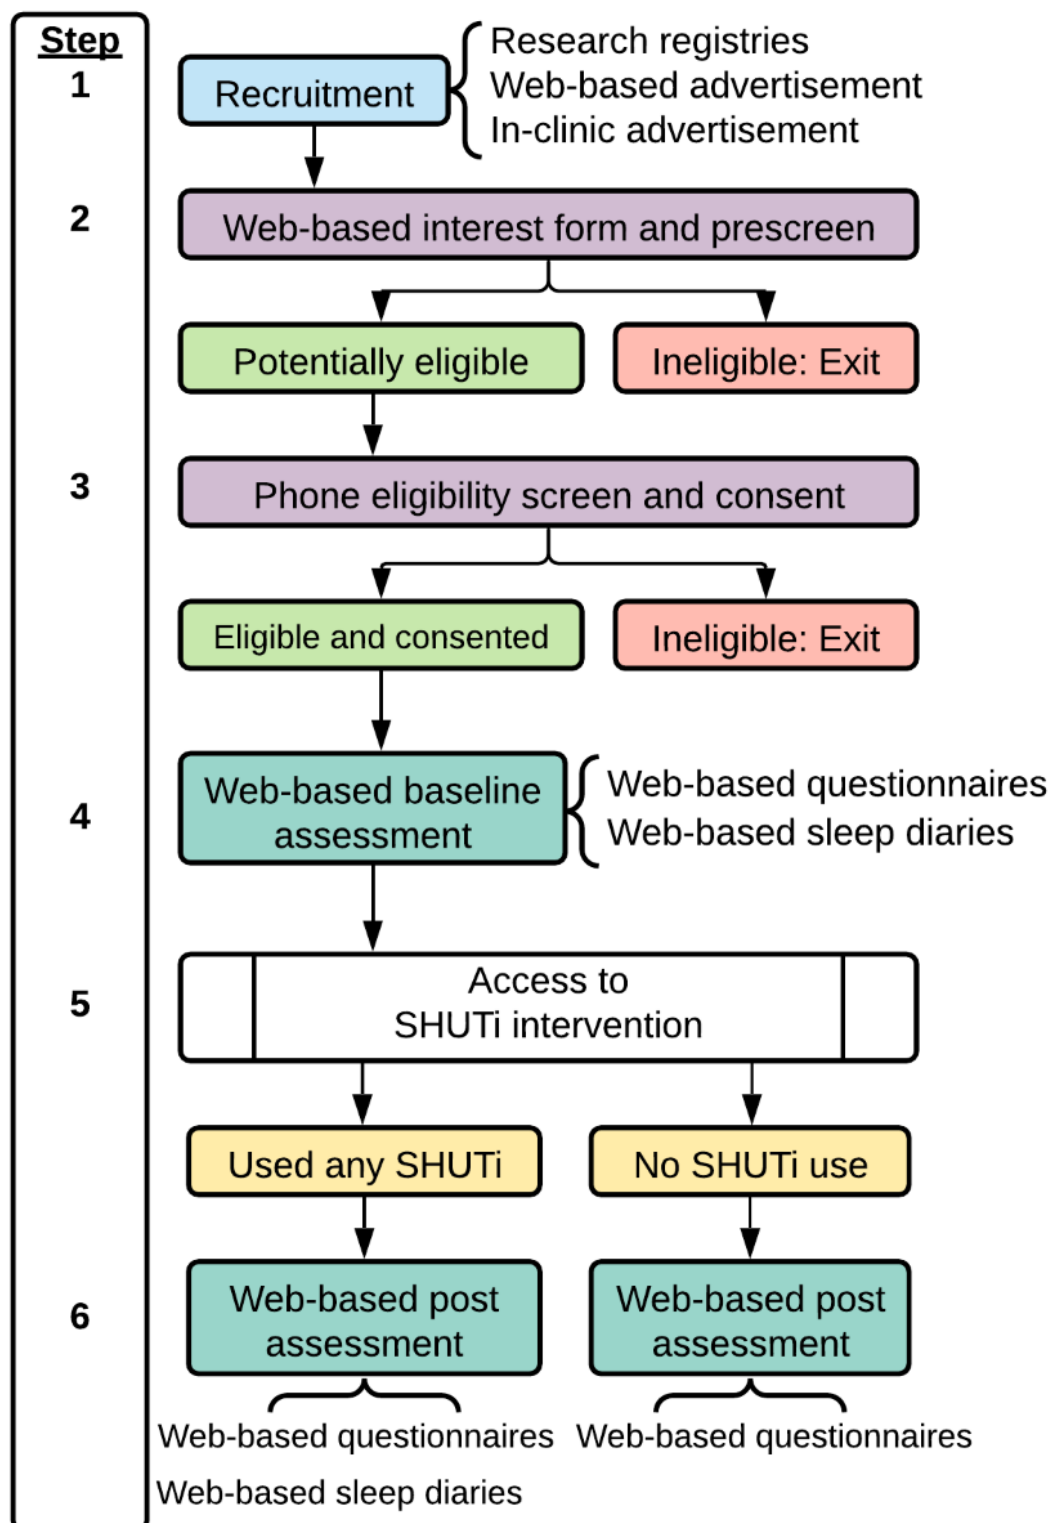 Step
1
Recruitment
Research registries
Web-based advertisement
In-clinic advertisement
2
Web-based interest form and prescreen
Potentially eligible
Ineligible: Exit
3
Phone eligibility screen and consent
Eligible and consented
Ineligible: Exit
4
Web-based baseline
assessment
Web-based questionnaires
Web-based sleep diaries
5
Access to
SHUTi intervention
Used any SHUTi
No SHUTi use
6
Web-based post
assessment
Web-based post
assessment
Web-based questionnaires
Web-based sleep diaries
Web-based questionnaires